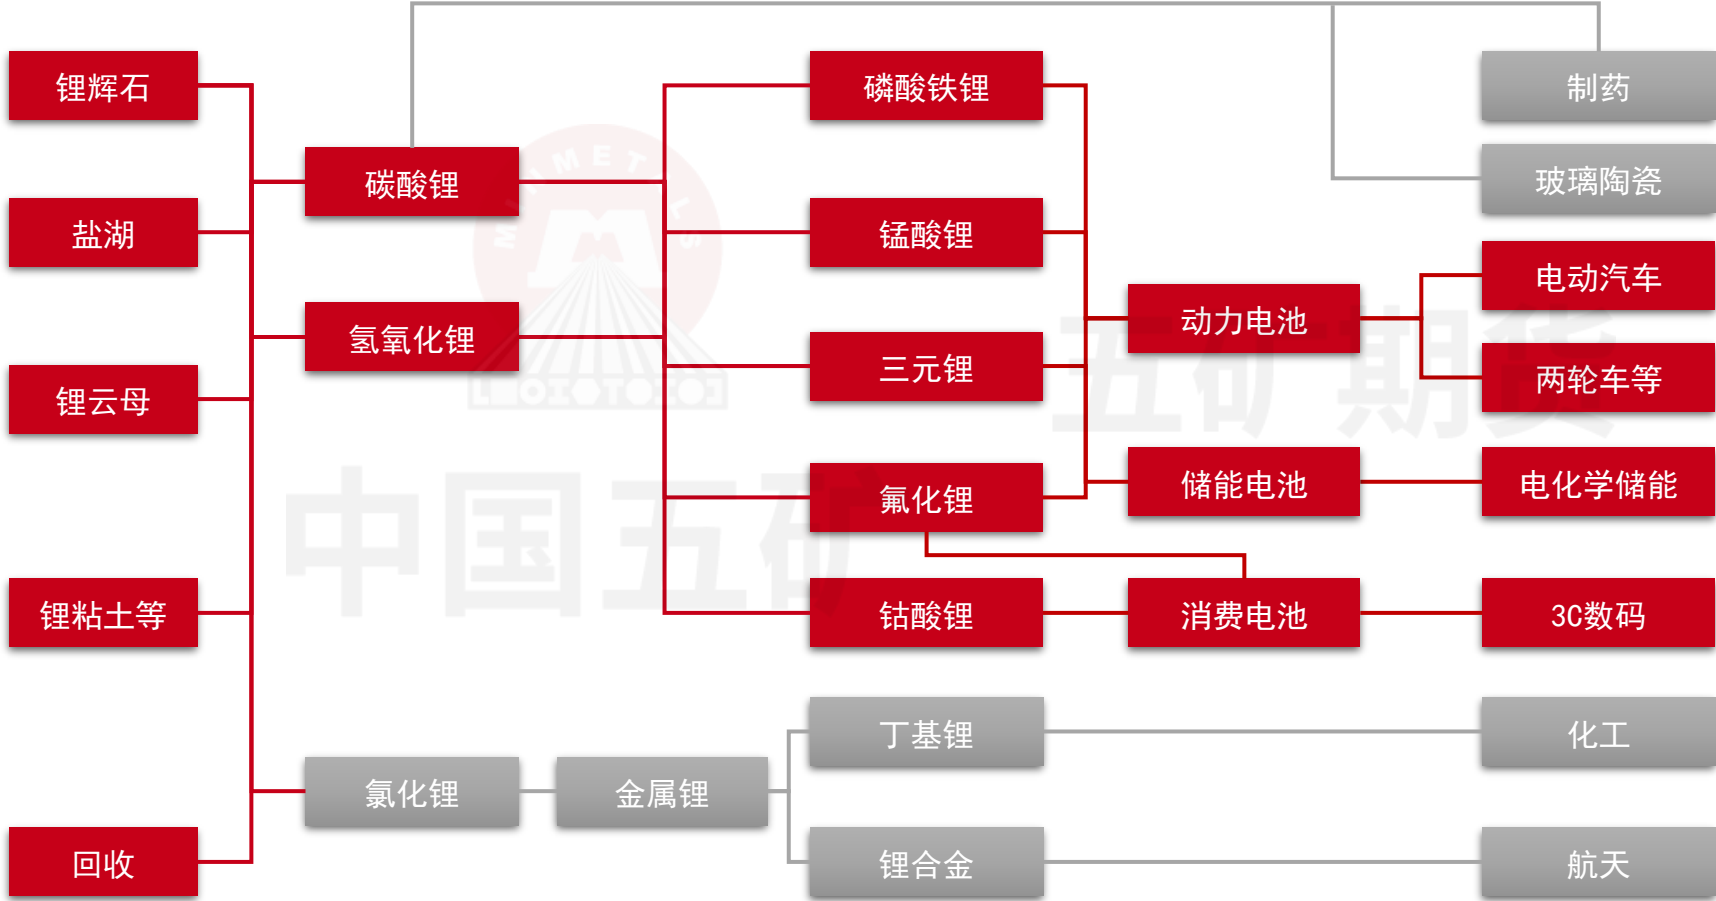 锂辉石
盐湖
锂云母
锂粘土等
回收
碳酸锂
氢氧化锂
氯化锂
金属锂
磷酸铁锂
锰酸锂
三元锂
氟化锂
钴酸锂
丁基锂
锂合金
动力电池
储能电池
消费电池
制药
玻璃陶瓷
电动汽车
两轮车等
电化学储能
3C数码
化工
航天
中国五矿
五矿期货